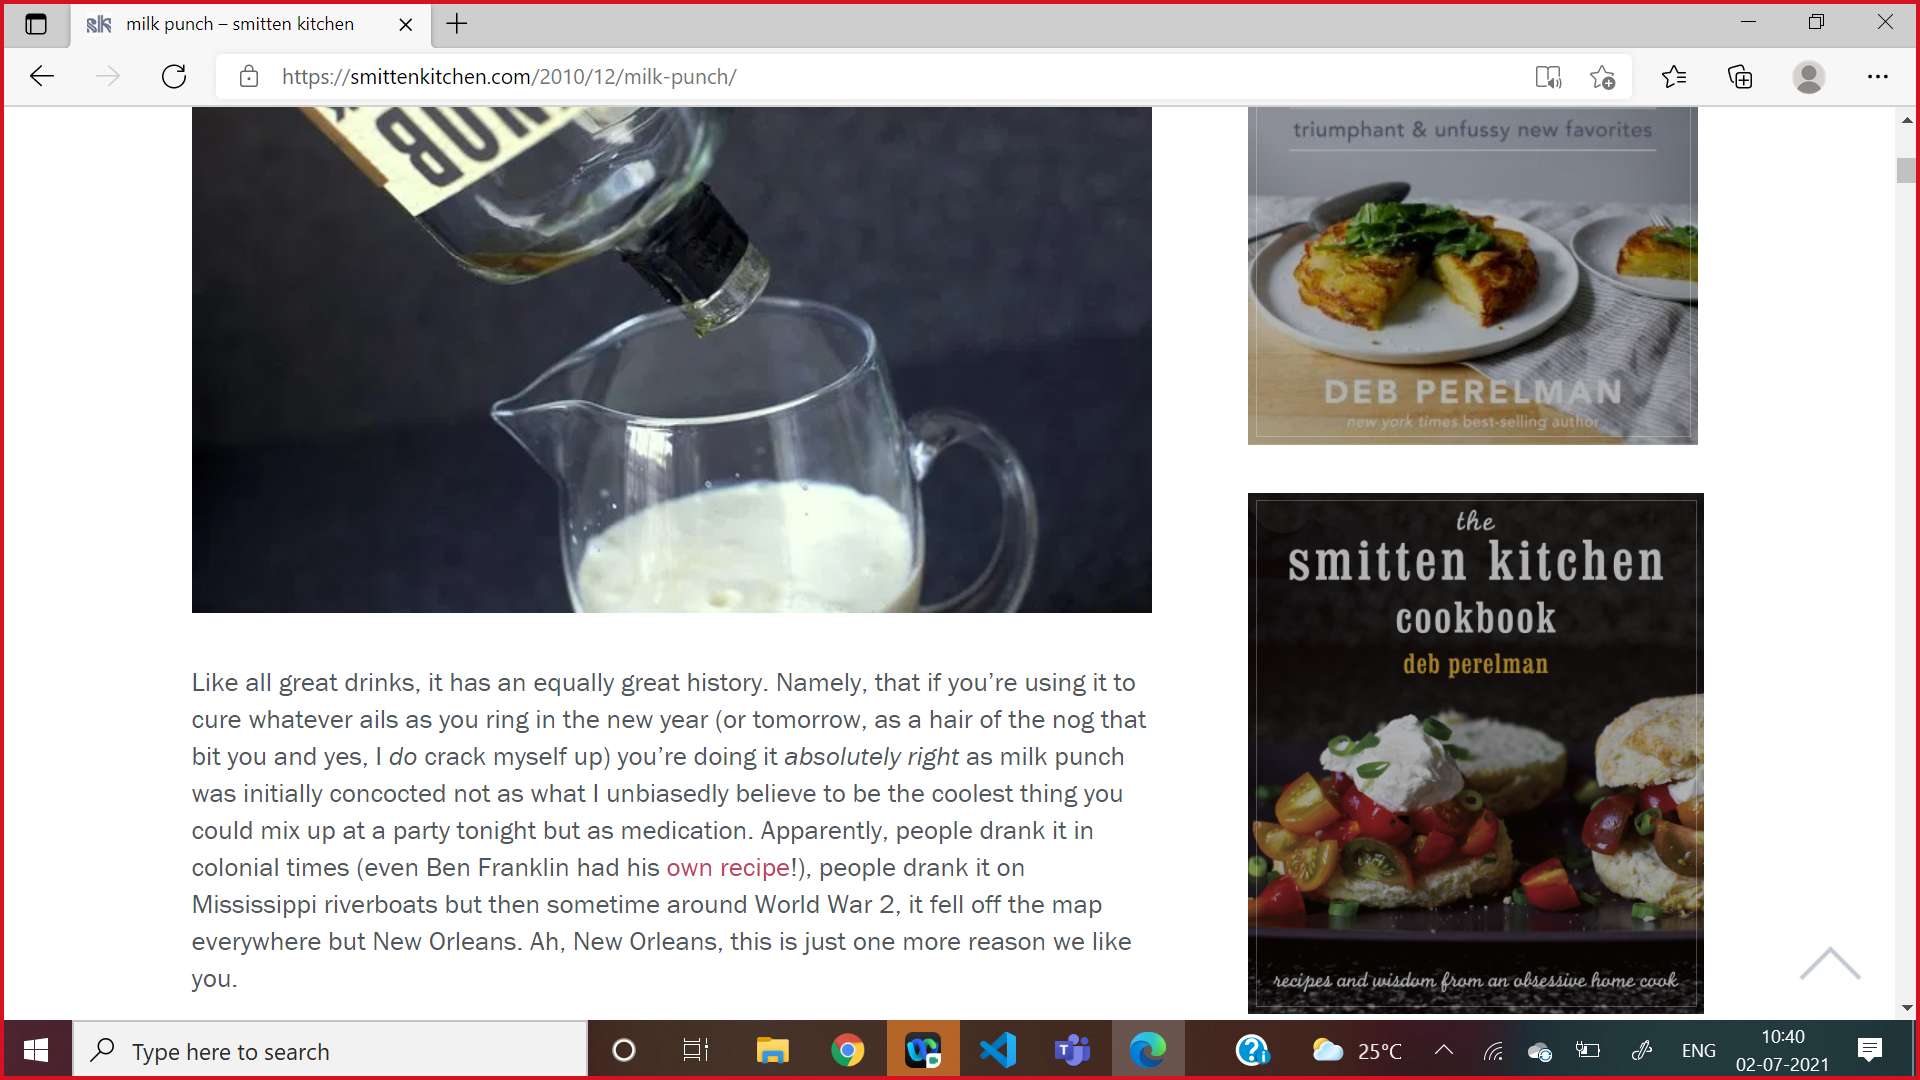 milk punch – smitten kitchen
https://smittenkitchen.com/2010/12/milk-punch/
triumphant & unfussy new favorites
DEB PERELMAN
new york times best-selling author
the
smitten kitchen
cookbook
deb perelman
recipes and wisdom from an obsessive home cook
Like all great drinks, it has an equally great history. Namely, that if you’re using it to
cure whatever ails as you ring in the new year (or tomorrow, as a hair of the nog that
bit you and yes, I do crack myself up) you’re doing it absolutely right as milk punch
was initially concocted not as what I unbiasedly believe to be the coolest thing you
could mix up at a party tonight but as medication. Apparently, people drank it in
colonial times (even Ben Franklin had his own recipe!), people drank it on
Mississippi riverboats but then sometime around World War 2, it fell off the map
everywhere but New Orleans. Ah, New Orleans, this is just one more reason we like
you.
Type here to search
25°C
ENG
10:40
02-07-2021